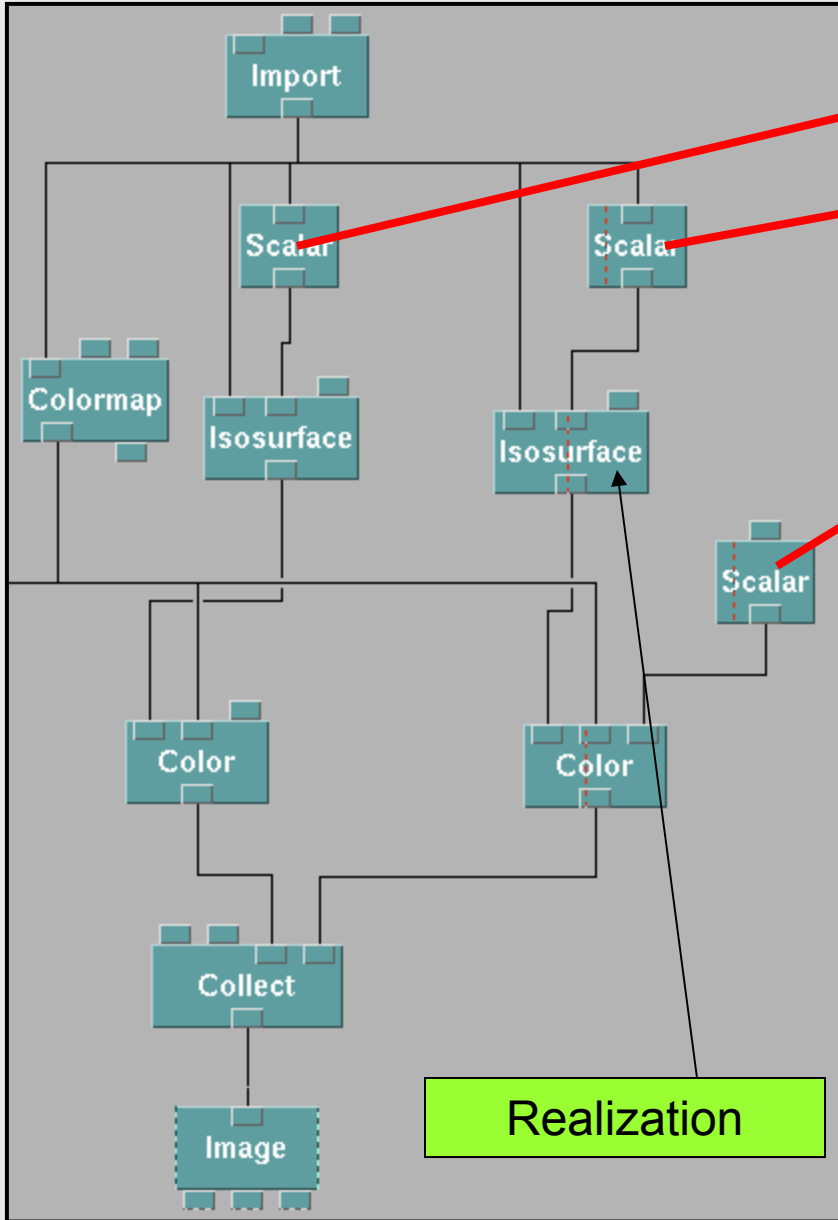 Import
Scalar
Scalar
Colormap
Isosurface
Isosurface
Scalar
Color
Color
Collect
Realization
Image